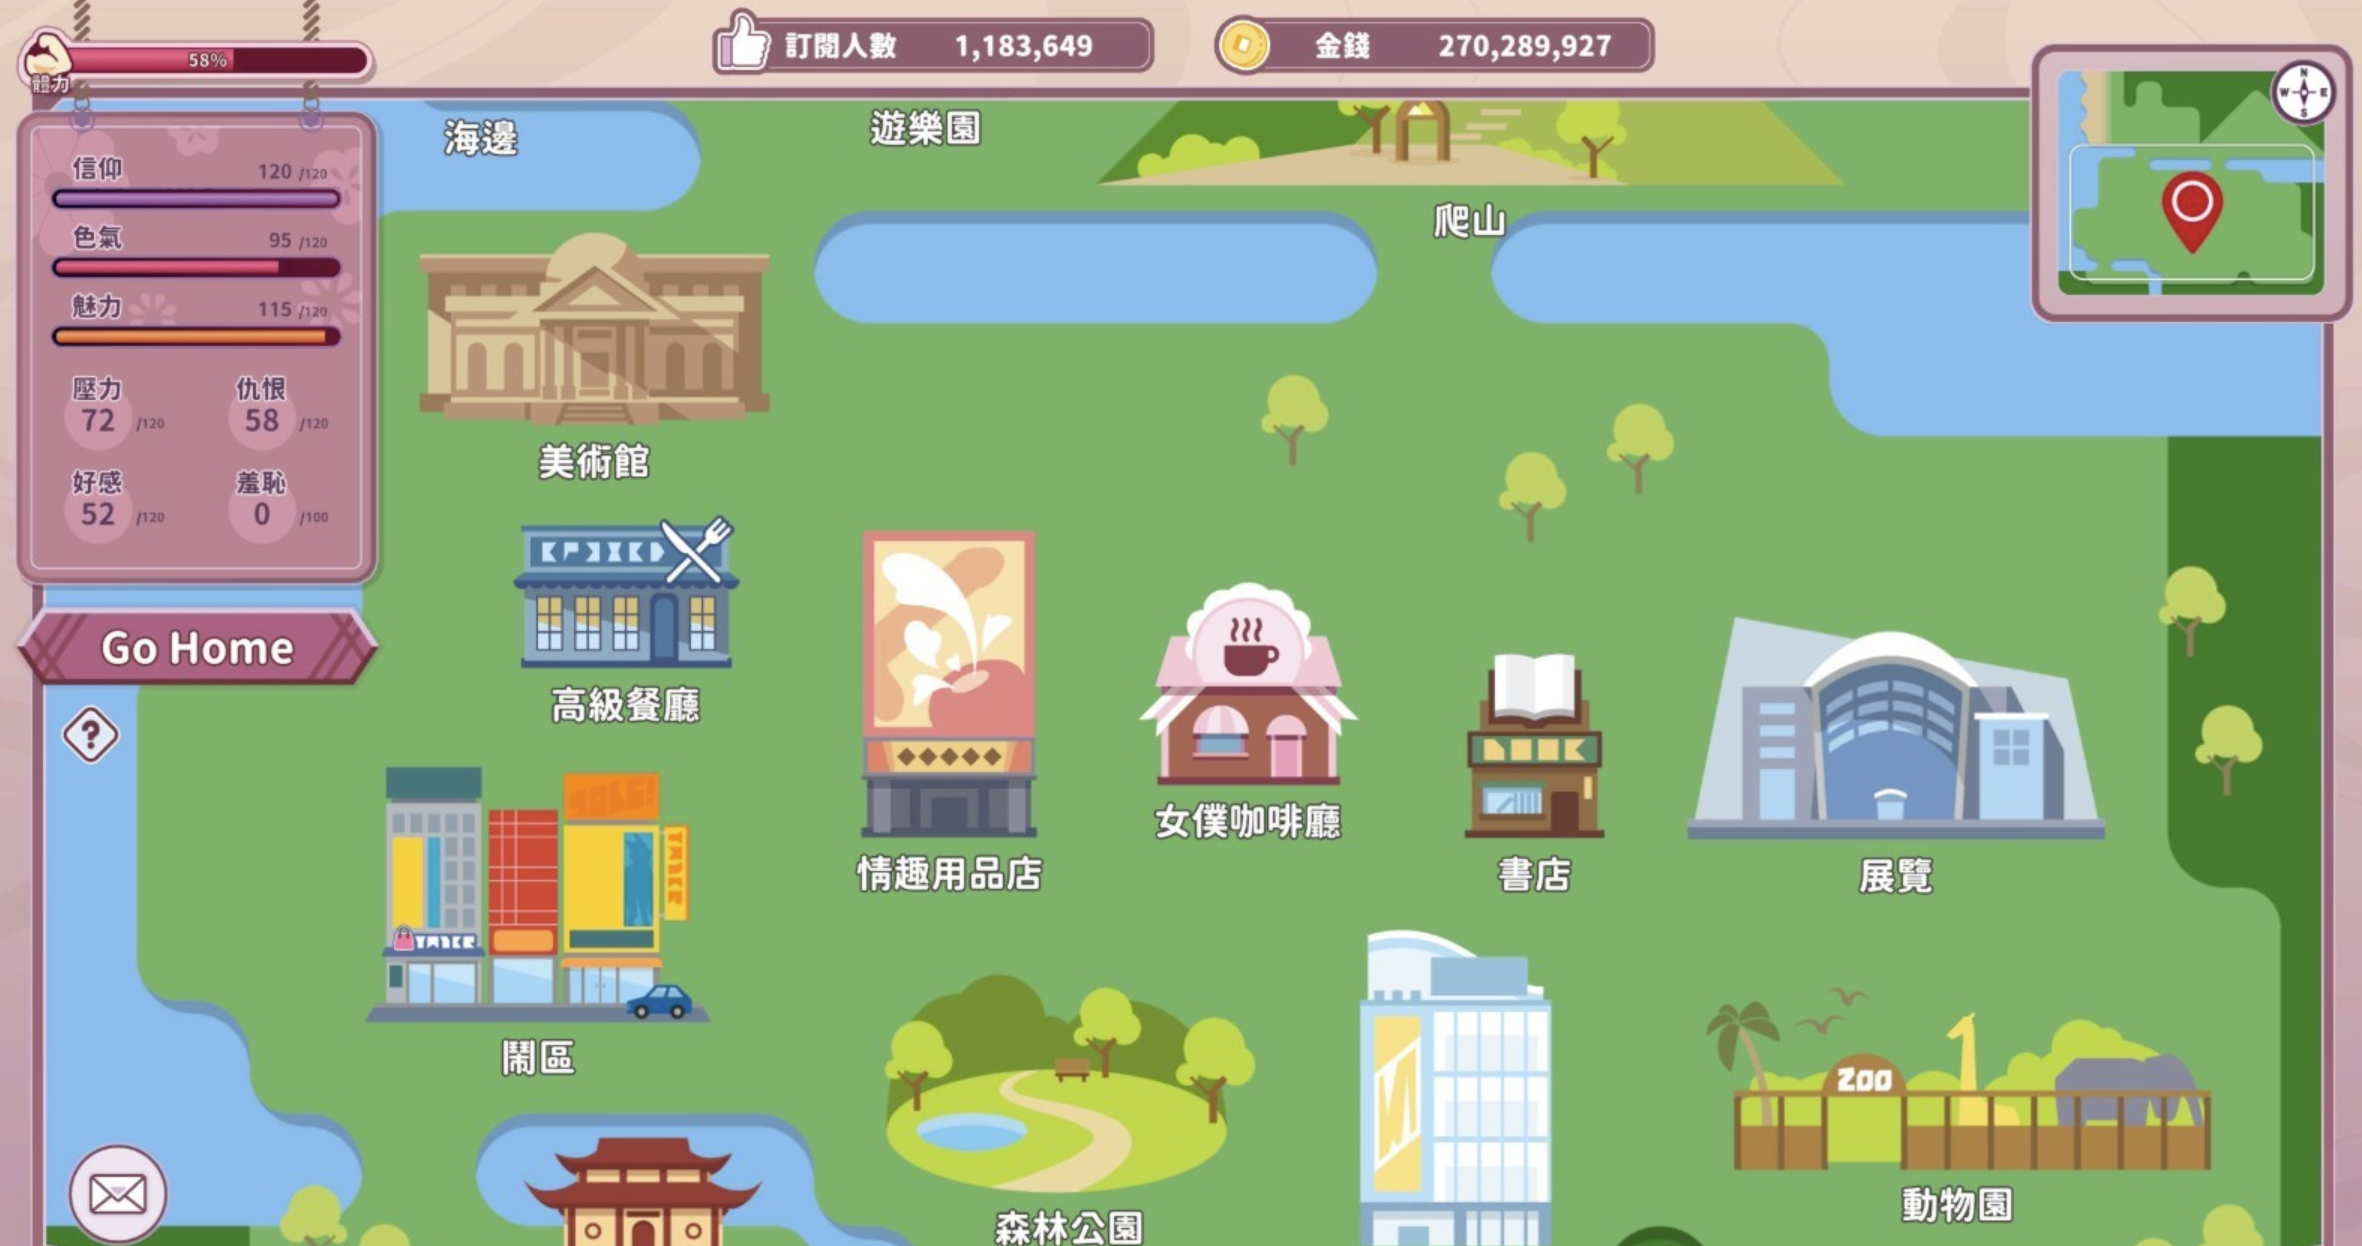 58%
體力
訂閱人數 1,183,649
金錢 270,289,927
N
W E
S
信仰 120 /120
色氣 95 /120
魅力 115 /120
壓力 仇恨
72 /120 58 /120
好感 羞恥
52 /120 0 /100
Go Home
?
海邊
遊樂園
爬山
美術館
高級餐廳
情趣用品店
女僕咖啡廳
書店
展覽
鬧區
森林公園
ZOO
動物園